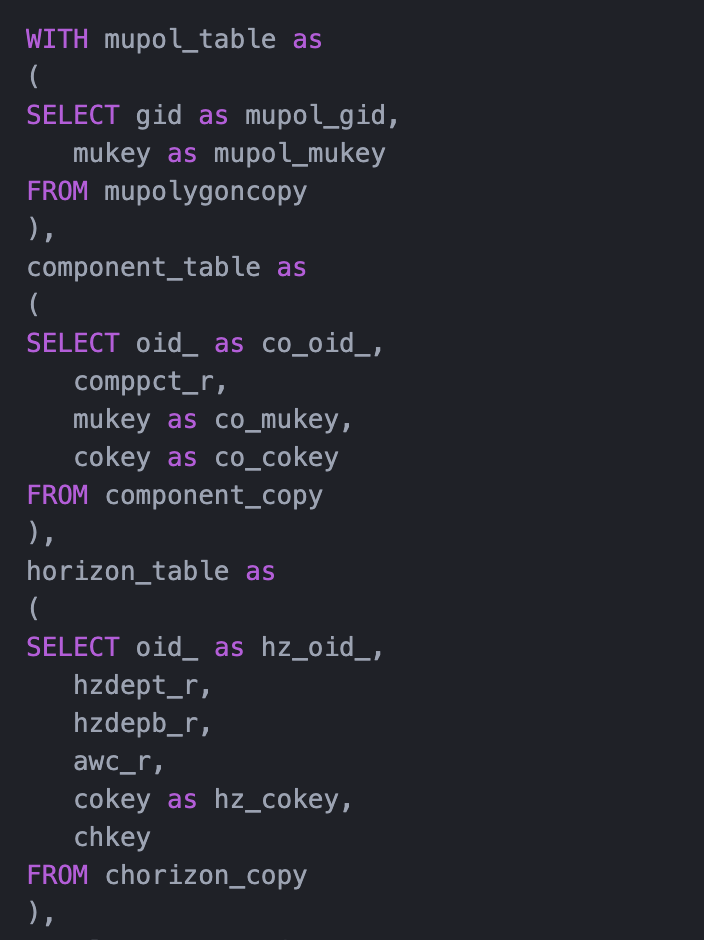 WITH mupol_table as
(
SELECT gid as mupol_gid,
   mukey as mupol_mukey
FROM mupolygoncopy
),
component_table as
(
SELECT oid_ as co_oid_,
   comppct_r,
   mukey as co_mukey,
   cokey as co_cokey
FROM component_copy
),
horizon_table as
(
SELECT oid_ as hz_oid_,
   hzdept_r,
   hzdepb_r,
   awc_r,
   cokey as hz_cokey,
   chkey
FROM chorizon_copy
),